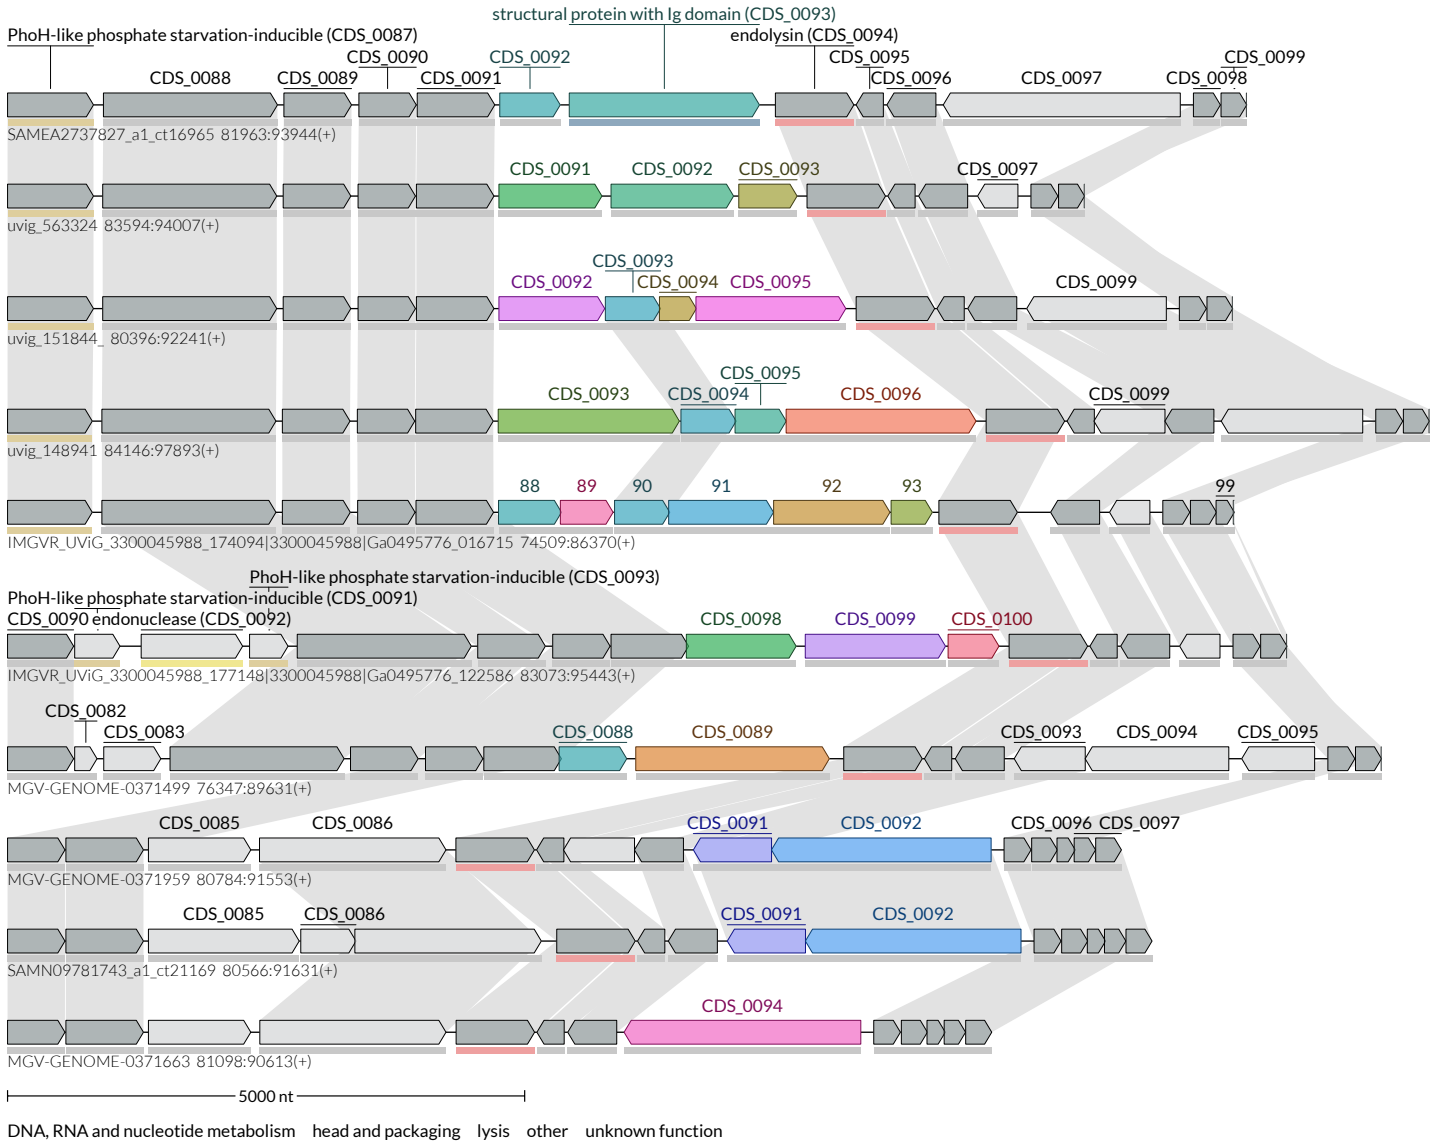 structural protein with Ig domain (CDS_0093)
PhoH-like phosphate starvation-inducible (CDS_0087)
endolysin (CDS_0094)
CDS_0090 CDS_0092 CDS_0095 CDS_0099
CDS_0088 CDS_0089 CDS_0091 CDS_0096 CDS_0097 CDS_0098
SAMEA2737827_a1_ct16965 81963:93944(+)
CDS_0091 CDS_0092 CDS_0093 CDS_0097
uvig_563324 83594:94007(+)
CDS_0093
CDS_0092 CDS_0094 CDS_0095 CDS_0099
uvig_151844_ 80396:92241(+)
CDS_0095
CDS_0093 CDS_0094 CDS_0096 CDS_0099
uvig_148941 84146:97893(+)
88 89 90 91 92 93 99
IMGVR_UViG_3300045988_174094|3300045988|Ga0495776_016715 74509:86370(+)
PhoH-like phosphate starvation-inducible (CDS_0093)
PhoH-like phosphate starvation-inducible (CDS_0091)
CDS_0090 endonuclease (CDS_0092) CDS_0098 CDS_0099 CDS_0100
IMGVR_UViG_3300045988_177148|3300045988|Ga0495776_122586 83073:95443(+)
CDS_0082
CDS_0083 CDS_0088 CDS_0089 CDS_0093 CDS_0094 CDS_0095
MGV-GENOME-0371499 76347:89631(+)
CDS_0085 CDS_0086 CDS_0091 CDS_0092 CDS_0096 CDS_0097
MGV-GENOME-0371959 80784:91553(+)
CDS_0085 CDS_0086 CDS_0091 CDS_0092
SAMN09781743_a1_ct21169 80566:91631(+)
CDS_0094
MGV-GENOME-0371663 81098:90613(+)
5000 nt
DNA, RNA and nucleotide metabolism head and packaging lysis other unknown function